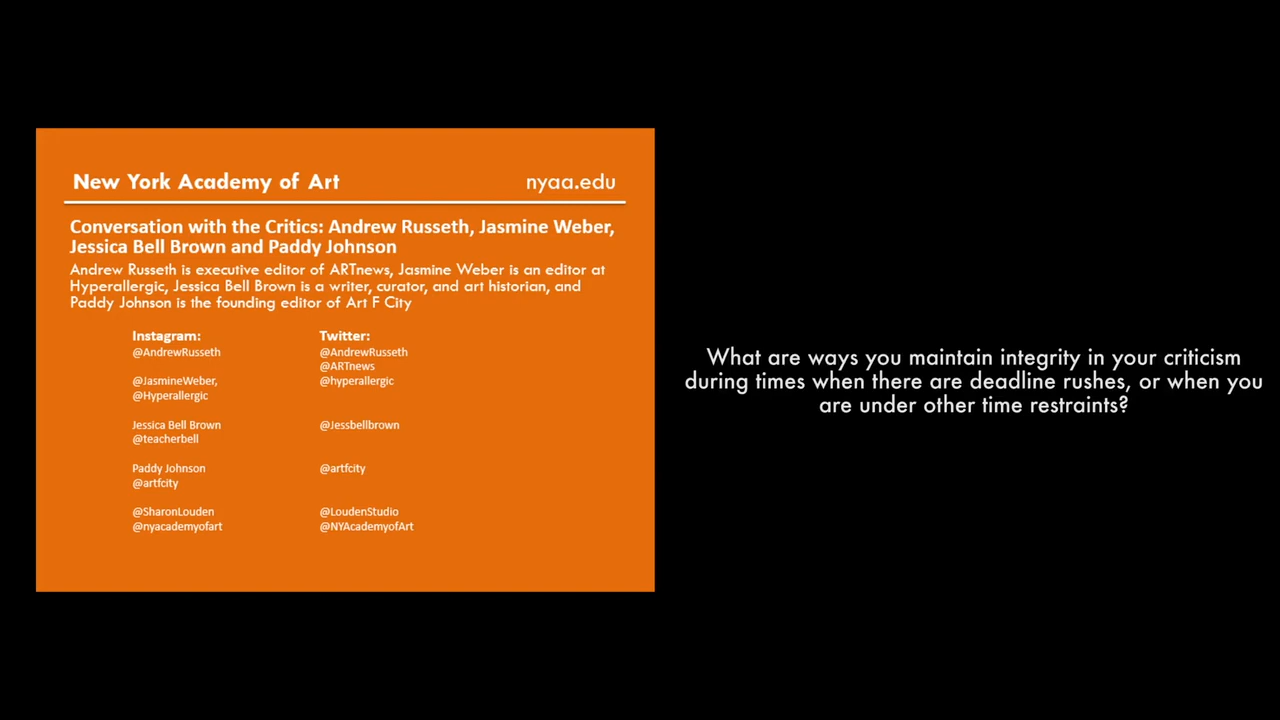 New York Academy of Art nyaa.edu
Conversation with the Critics: Andrew Russeth, Jasmine Weber,
Jessica Bell Brown and Paddy Johnson
Andrew Russeth is executive editor of ARTnews, Jasmine Weber is an editor at
Hyperallergic, Jessica Bell Brown is a writer, curator, and art historian, and
Paddy Johnson is the founding editor of Art F City
Instagram: Twitter:
@AndrewRusseth @AndrewRusseth
@ARTnews
@JasmineWeber, @hyperallergic
@Hyperallergic
Jessica Bell Brown @Jessbellbrown
@teacherbell
Paddy Johnson @artfcity
@artfcity
@SharonLouden @LoudenStudio
@nyacademyofart @NYAcademyofArt
What are ways you maintain integrity in your criticism
during times when there are deadline rushes, or when you
are under other time restraints?